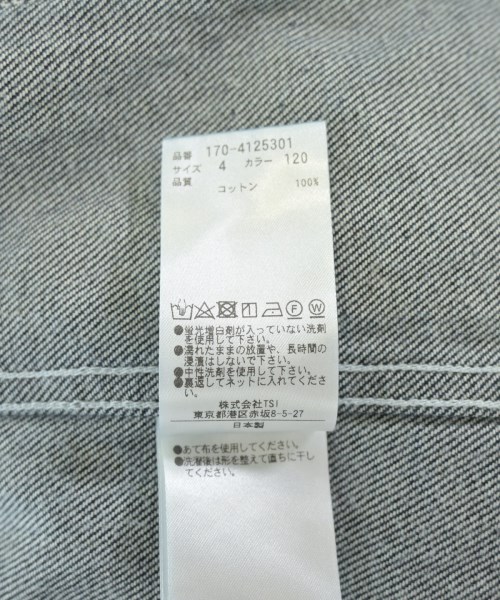 品番 170-4125301
サイズ 4 カラー 120
品質 コットン 100%
●蛍光増白剤が入っていない洗剤
を使用して下さい。
●濡れたままの放置や、長時間の
浸漬はしないで下さい。
●中性洗剤を使用して下さい。
●裏返してネットに入れてくださ
い。
株式会社TSI
東京都港区赤坂8-5-27
日本製
●あて布を使用してください。
●洗濯後は形を整えて直ちに干し
てください。